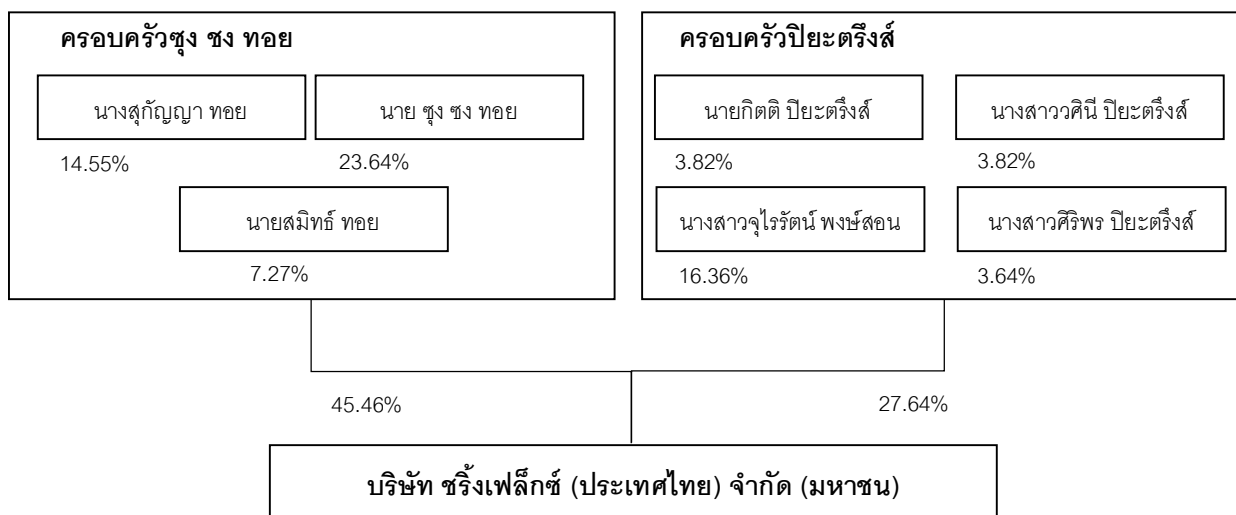 ครอบครัวซุง ชง ทอย
นางสุกัญญา ทอย
นาย ซุง ซง ทอย
14.55%
23.64%
นายสมิทธ์ ทอย
7.27%
ครอบครัวปิยะตรึงส์
นายกิตติ ปิยะตรึงส์
นางสาววศินี ปิยะตรึงส์
3.82%
3.82%
นางสาวจุไรรัตน์ พงษ์สอน
นางสาวศิริพร ปิยะตรึงส์
16.36%
3.64%
45.46%
27.64%
บริษัท ชริ้งเฟล็กซ์ (ประเทศไทย) จำกัด (มหาชน)